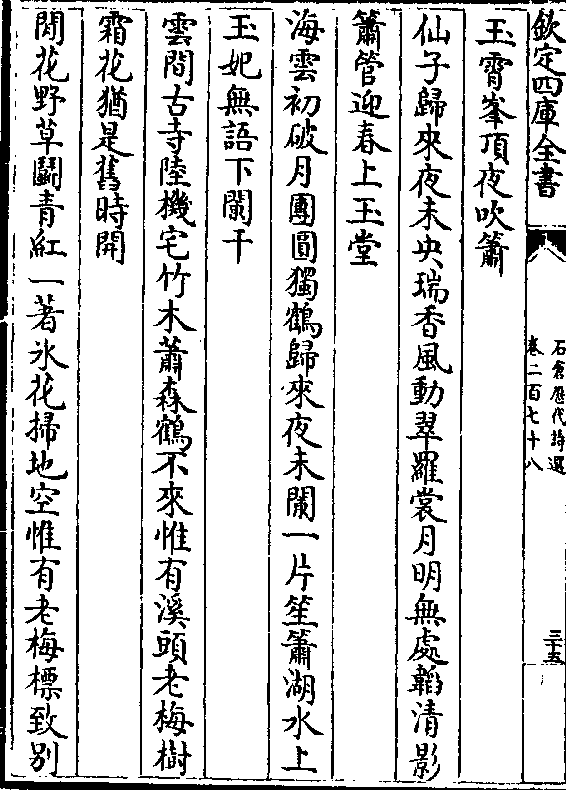 欽定四庫全書
石倉歷代詩選
卷二百七十八
三十五
玉霄峯頂夜吹簫
仙子歸來夜未央瑞香風動翠羅裳月明無處韜清影
簫管迎春上玉堂
海雲初破月團圓獨鶴歸來夜未闌一片笙簫湖水上
玉妃無語下闌干
雲間古寺陸機宅竹木蕭森鶴不來惟有溪頭老梅樹
霜花猶是舊時開
閒花野草鬭青紅一著氷花掃地空惟有老梅標致别